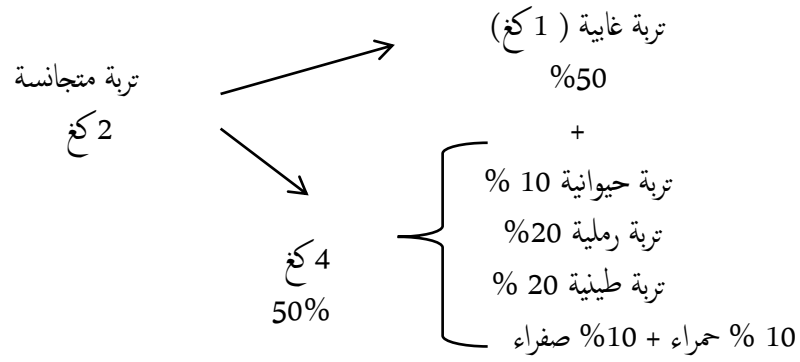 تربة متجانسة
2 كغ
تربة غابية ( 1 كغ)
%50
+
4 كغ
50%
تربة حيوانية 10 %
تربة رملية 20%
تربة طينية 20 %
10 % حمراء + 10% صفراء